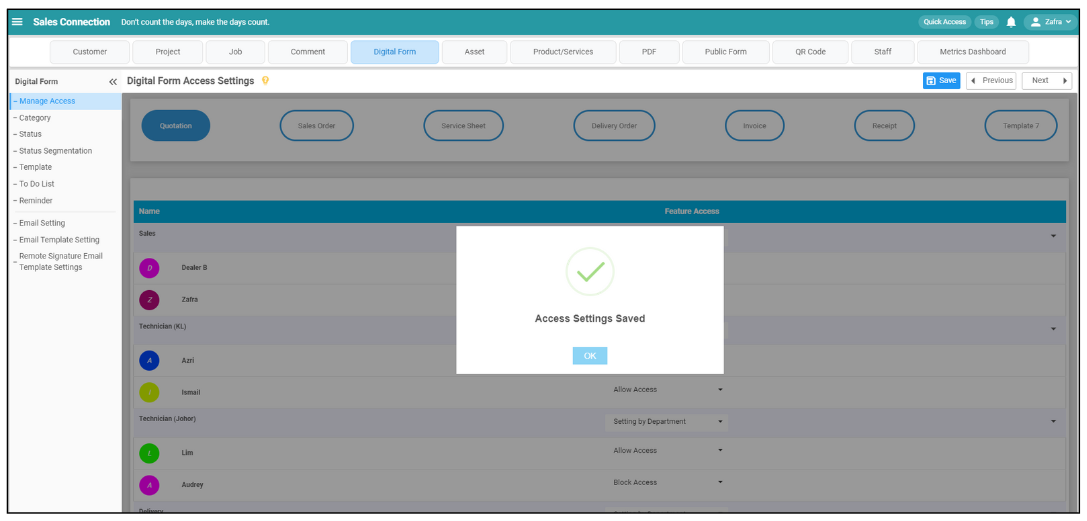 Sales Connection Don't count the days, make the days count. Quick Access Tips Zafra
Customer Project Job Comment Digital Form Asset Product/Services PDF Public Form QR Code Staff Metrics Dashboard
Digital Form Digital Form Access Settings Save Previous Next
– Manage Access
– Category
– Status
– Status Segmentation
– Template
– To Do List
– Reminder
– Email Setting
– Email Template Setting
– Remote Signature Email
Template Settings
Quotation Sales Order Service Sheet Delivery Order Invoice Receipt Template 7
Name Feature Access
Sales
D Dealer B
Z Zafra
Technician (KL)
A Azri
I Ismail Allow Access
Technician (Johor) Setting by Department
L Lim Allow Access
A Audrey Block Access
Delivery
Access Settings Saved
OK